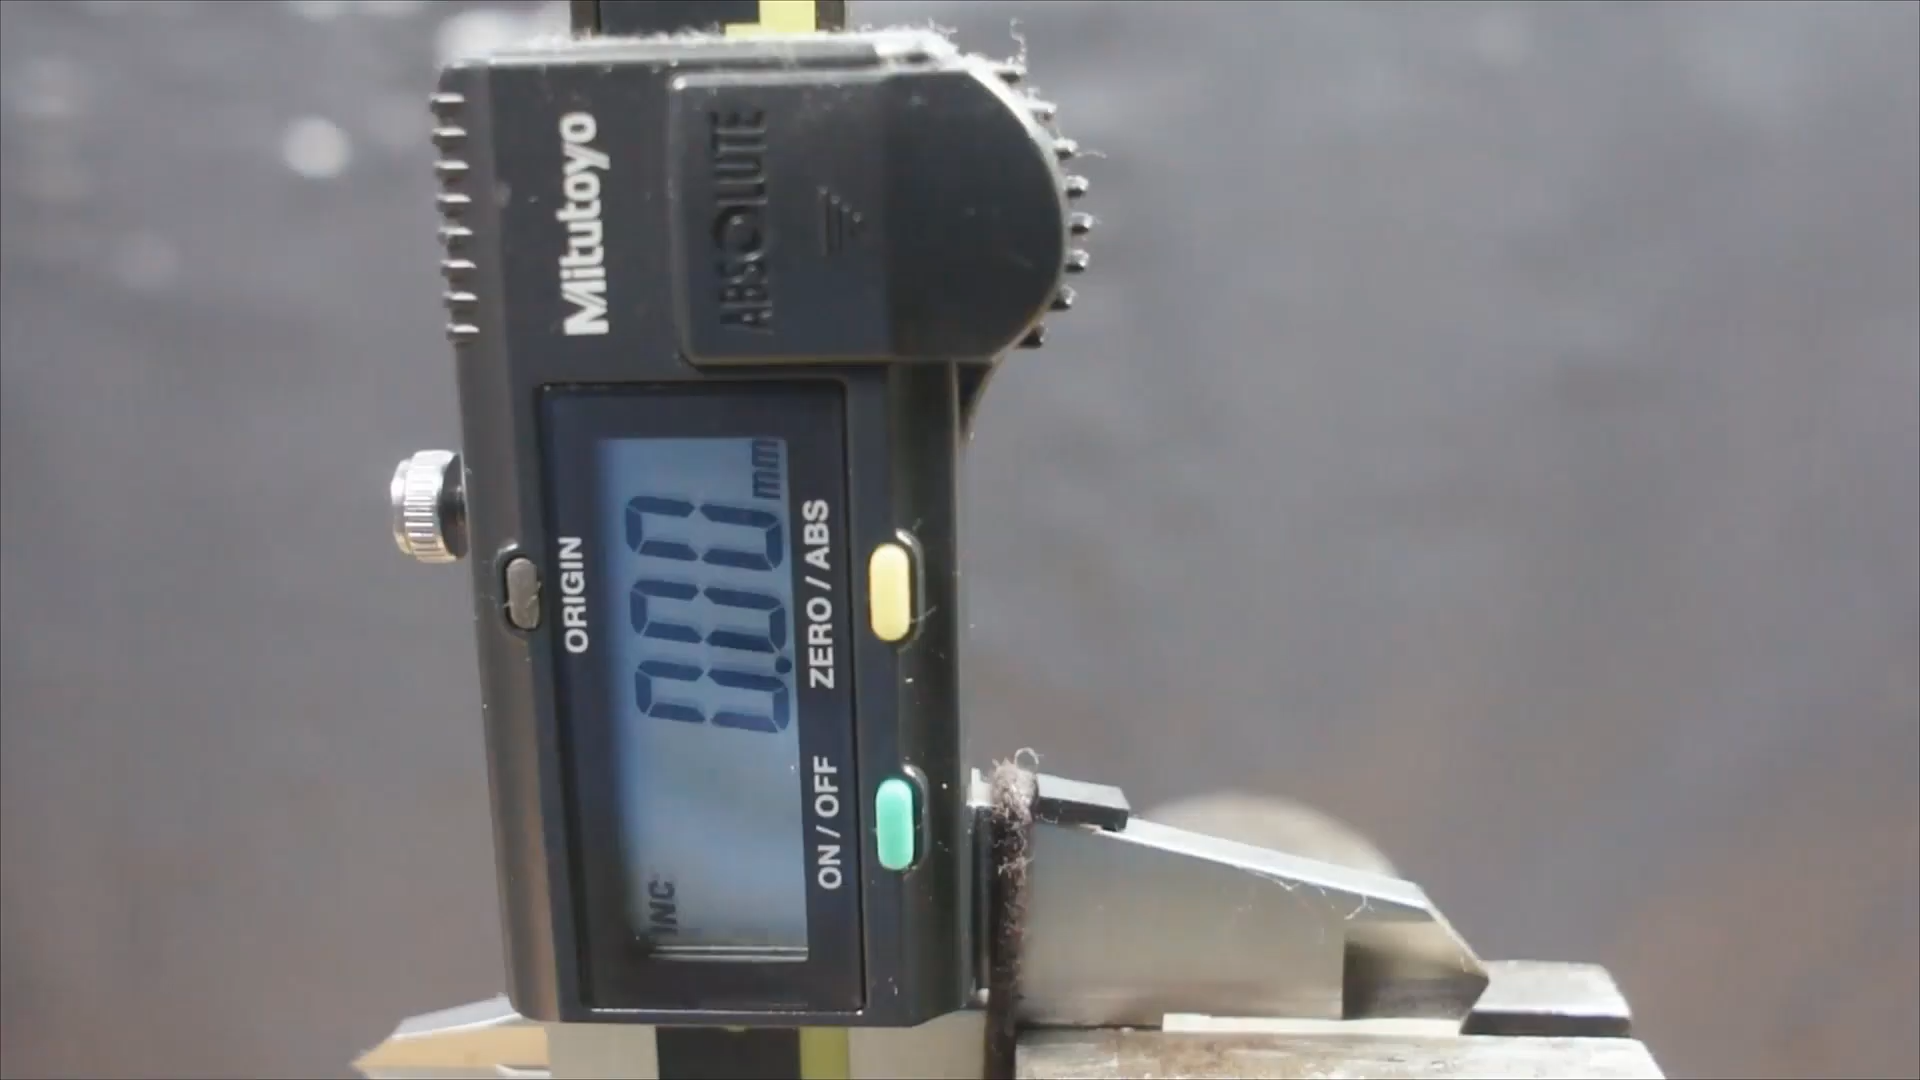 Mitutoyo
ABSOLUTE
ORIGIN
INC
0.00
mm
ON / OFF
ZERO / ABS